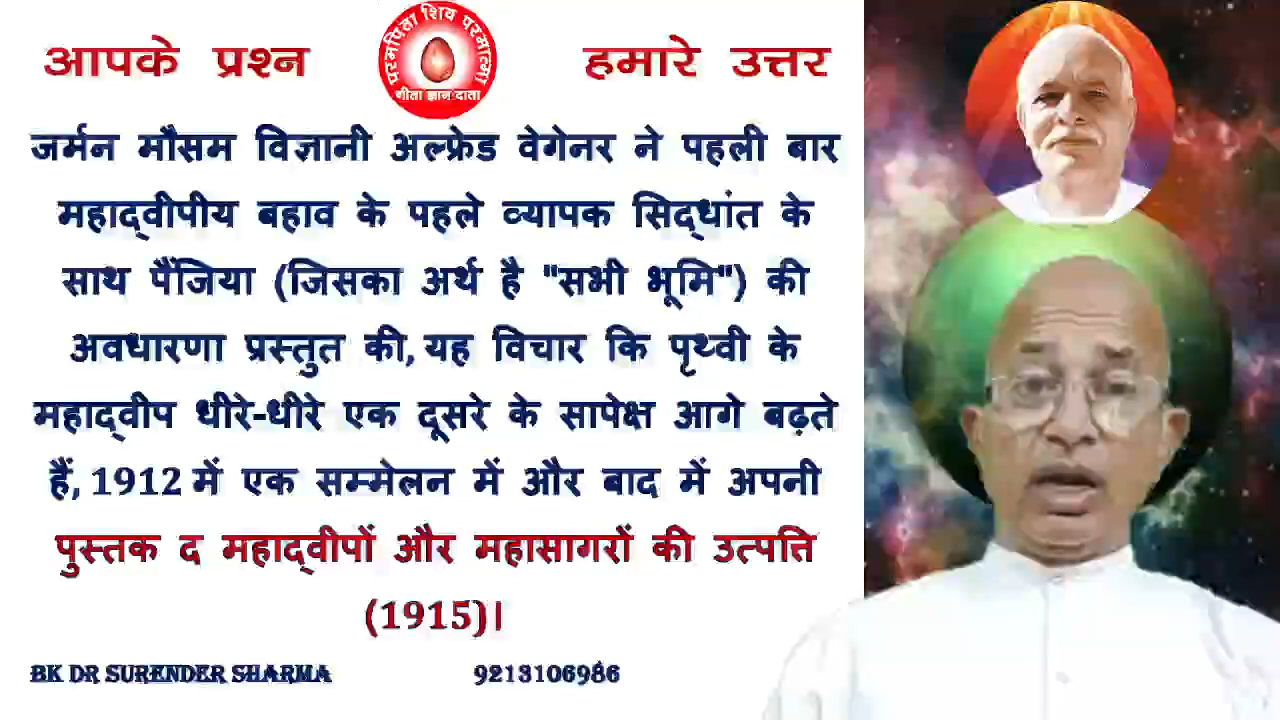 आपके प्रश्न
परमपिता शिव परमात्मा
गीता ज्ञान दाता
हमारे उत्तर
जर्मन मौसम विज्ञानी अल्फ्रेड वेगेनर ने पहली बार
महाद्वीपीय बहाव के पहले व्यापक सिद्धांत के
साथ पैंजिया (जिसका अर्थ है "सभी भूमि") की
अवधारणा प्रस्तुत की, यह विचार कि पृथ्वी के
महाद्वीप धीरे-धीरे एक दूसरे के सापेक्ष आगे बढ़ते
हैं, 1912 में एक सम्मेलन में और बाद में अपनी
पुस्तक द महाद्वीपों और महासागरों की उत्पत्ति
(1915)।
BK DR SURENDER SHARMA
9213106986